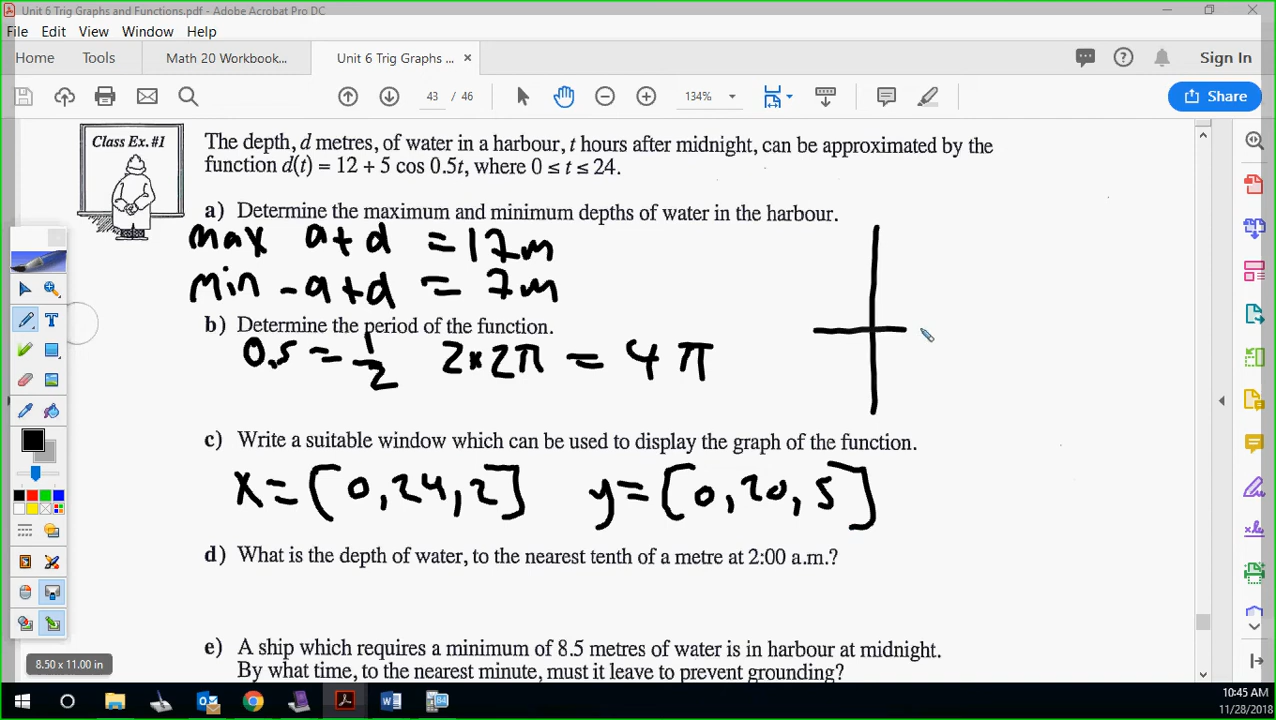 Unit 6 Trig Graphs and Functions.pdf - Adobe Acrobat Pro DC
File Edit View Window Help
Home Tools Math 20 Workbook... Unit 6 Trig Graphs ... × Sign In
43 / 46 134% Share
Class Ex. #1
The depth, d metres, of water in a harbour, t hours after midnight, can be approximated by the
function d(t) = 12 + 5 cos 0.5t, where 0 ≤ t ≤ 24.
a) Determine the maximum and minimum depths of water in the harbour.
max a+d = 17m
min -a+d = 7m
b) Determine the period of the function.
0.5 = 1/2 2×2π = 4π
c) Write a suitable window which can be used to display the graph of the function.
x=[0,24,2] y=[0,20,5]
d) What is the depth of water, to the nearest tenth of a metre at 2:00 a.m.?
e) A ship which requires a minimum of 8.5 metres of water is in harbour at midnight.
By what time, to the nearest minute, must it leave to prevent grounding?
8.50 x 11.00 in
10:45 AM
11/28/2018